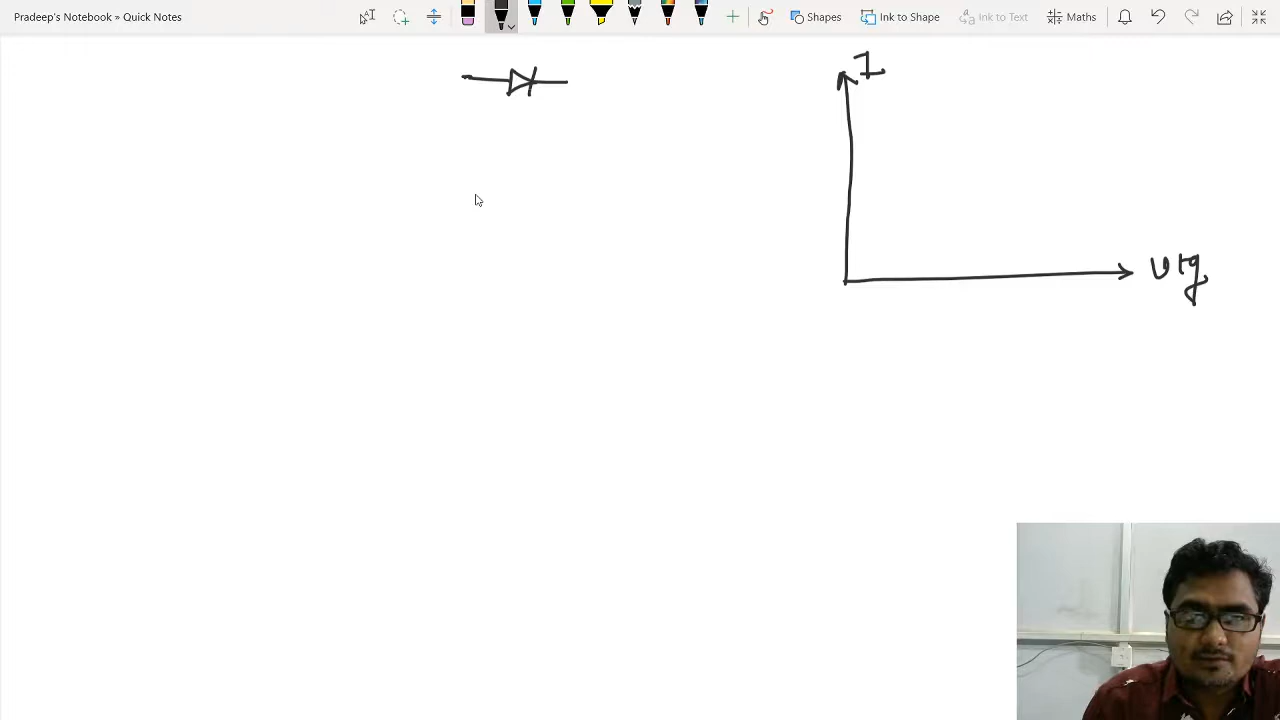 Pradeep's Notebook » Quick Notes
Shapes
Ink to Shape
Ink to Text
Maths
I
Vtg